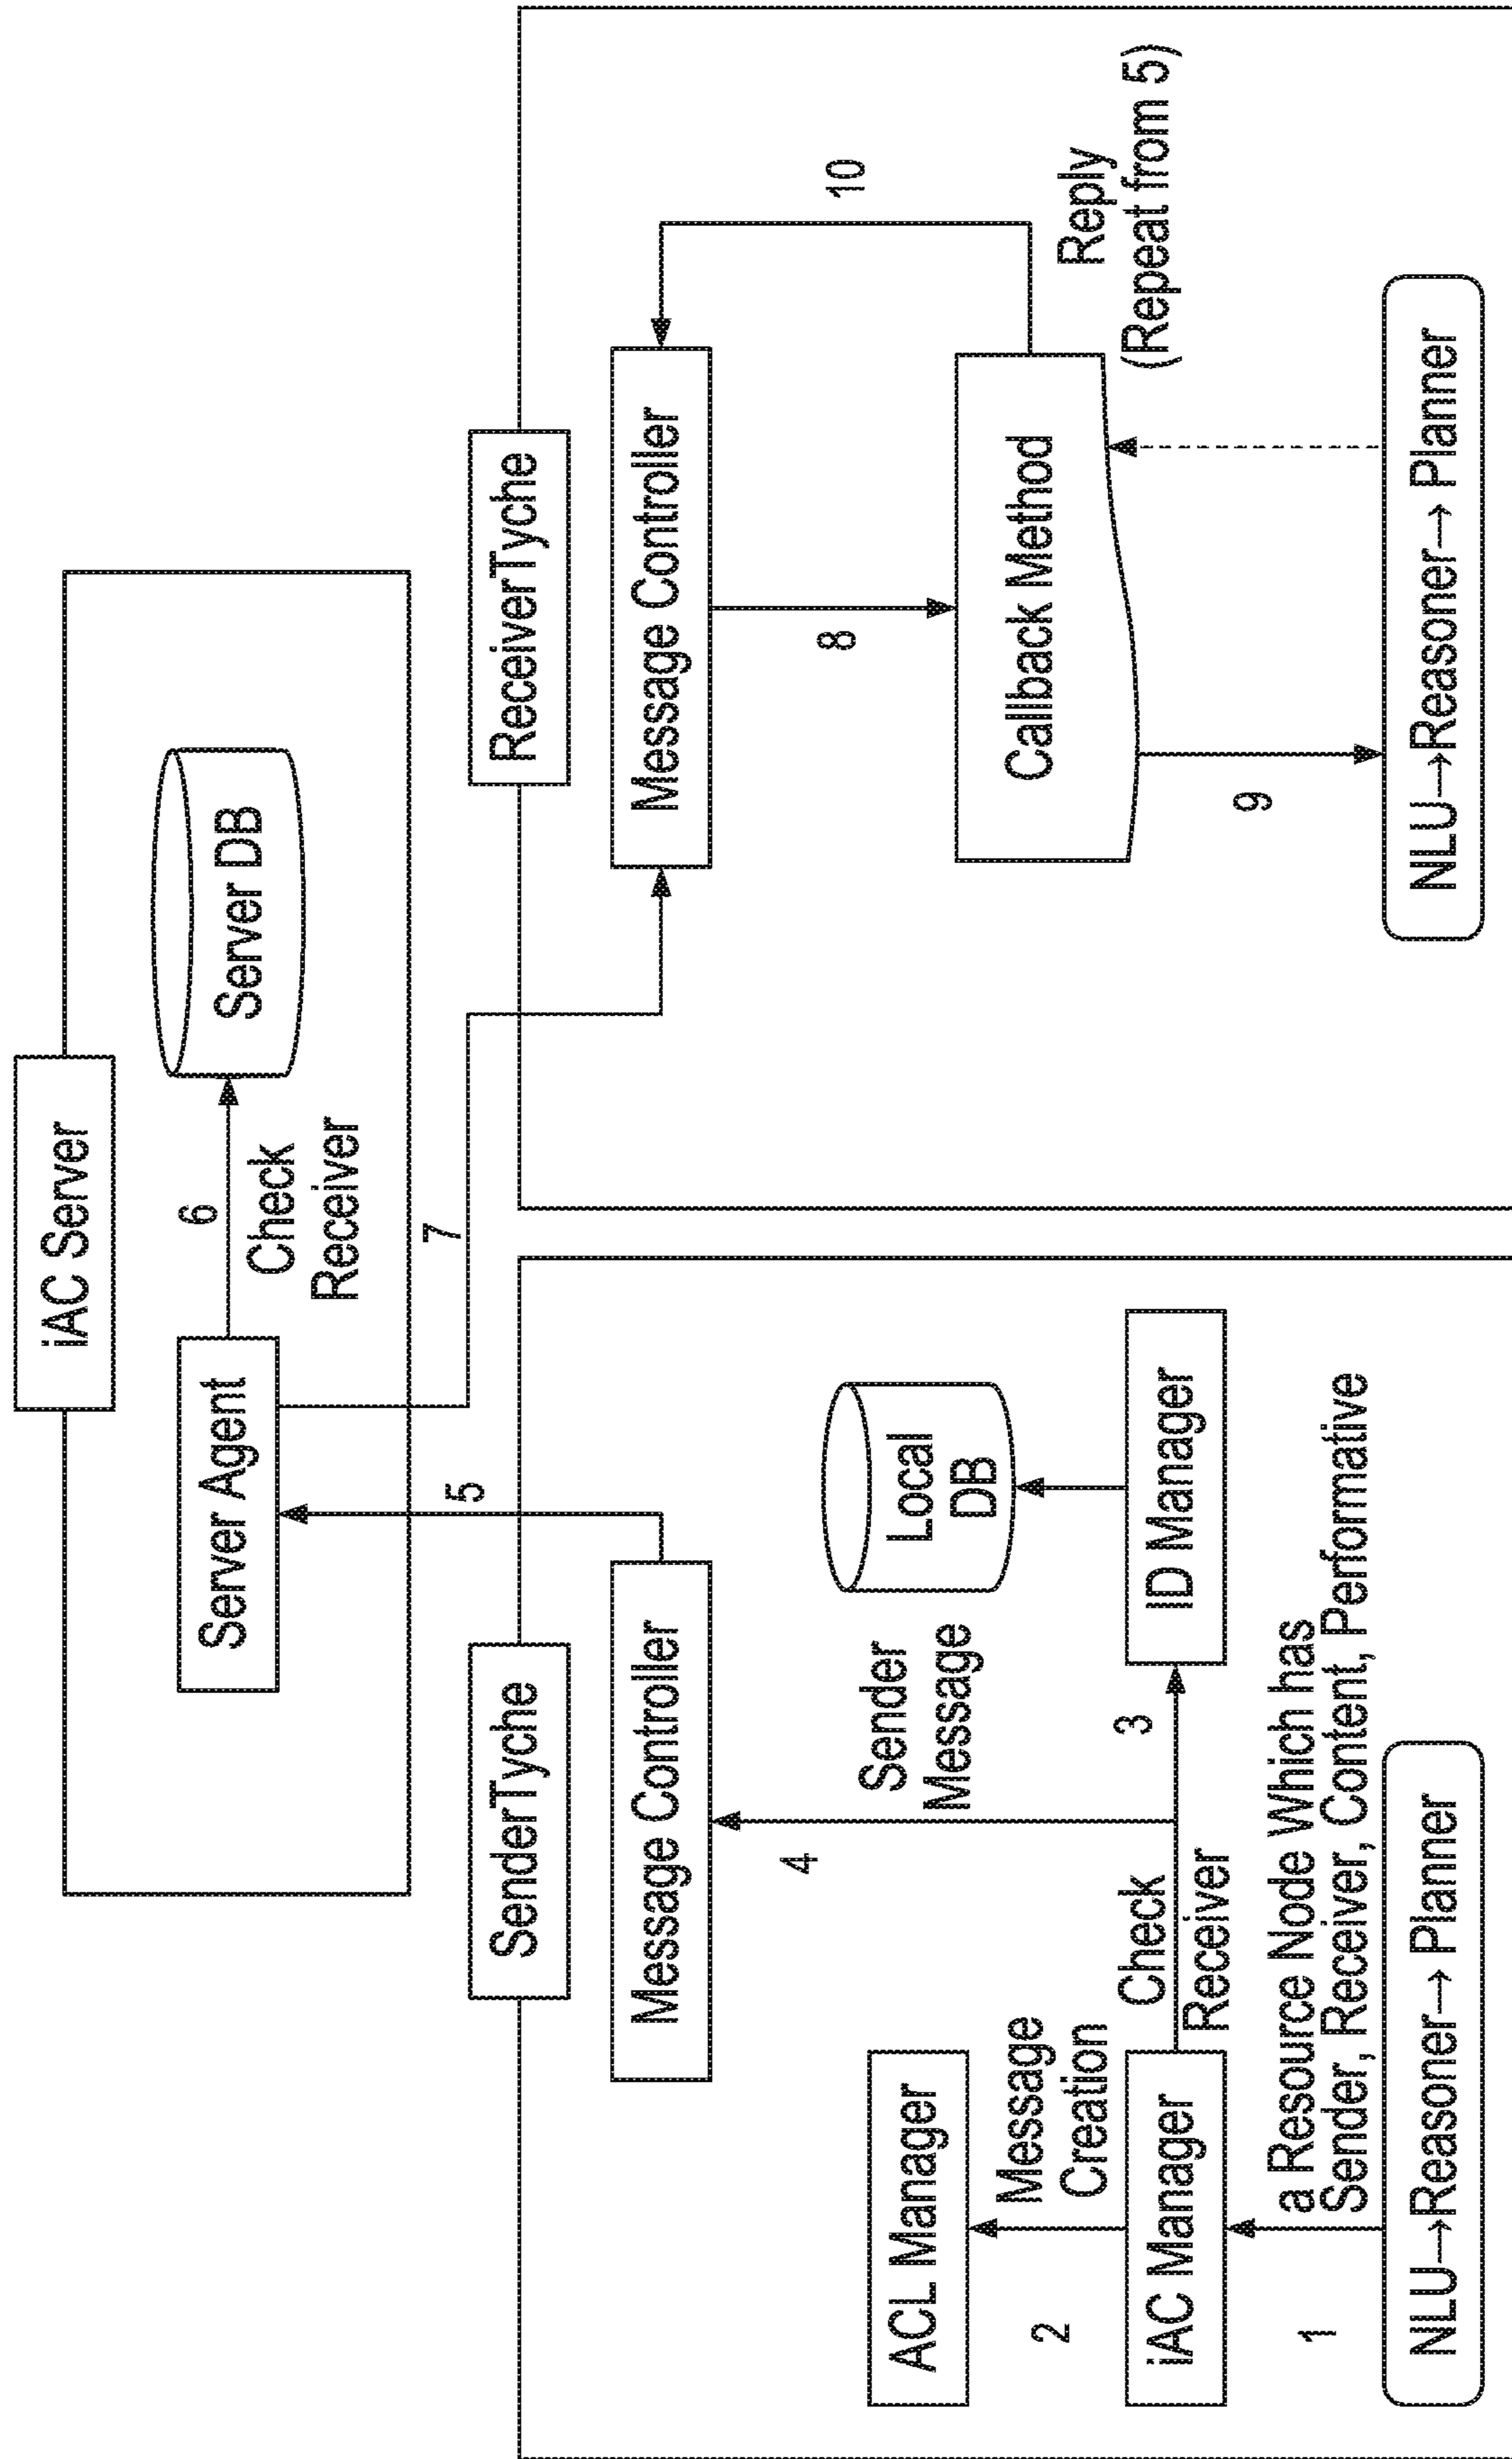 iAC Server
Server Agent
6
Check
Receiver
Server DB
5
7
SenderTyche
Message Controller
4
Sender
Message
Local
DB
ACL Manager
2
Message
Creation
iAC Manager
Check
Receiver
3
ID Manager
1
a Resource Node Which has
Sender, Receiver, Content, Performative
NLU→Reasoner→ Planner
ReceiverTyche
Message Controller
8
10
Callback Method
Reply
(Repeat from 5)
9
NLU→Reasoner→ Planner